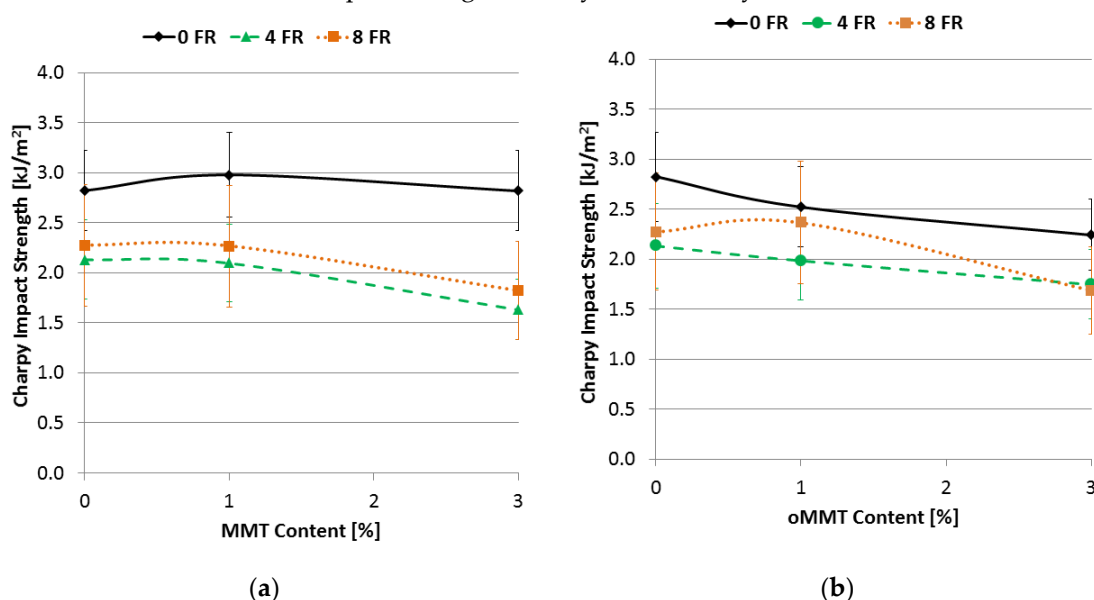 0 FR 4 FR 8 FR
4.0
3.5
3.0
2.5
2.0
1.5
1.0
0.5
0.0
Charpy Impact Strength [kJ/m²]
0 1 2 3
MMT Content [%]
(a)
0 FR 4 FR 8 FR
4.0
3.5
3.0
2.5
2.0
1.5
1.0
0.5
0.0
Charpy Impact Strength [kJ/m²]
0 1 2 3
oMMT Content [%]
(b)